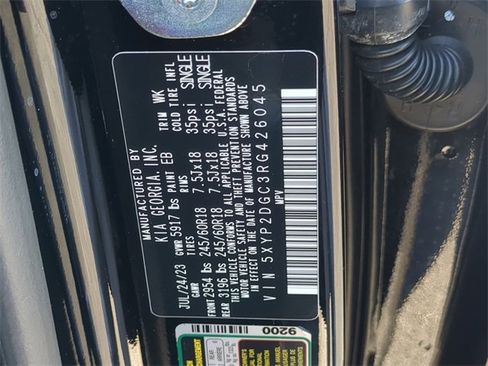 MANUFACTURED BY
KIA GEORGIA, INC.
JUL/24/23 GVWR 5917 lbs PAINT EB TRIM WK
GAWR TIRES RIMS COLD TIRE INFL
FRONT 2954 lbs 245/60R18 7.5Jx18 35psi SINGLE
REAR 3196 lbs 245/60R18 7.5Jx18 35psi SINGLE
THIS VEHICLE CONFORMS TO ALL APPLICABLE U.S.A. FEDERAL
MOTOR VEHICLE SAFETY AND THEFT PREVENTION STANDARDS
IN EFFECT ON THE DATE OF MANUFACTURE SHOWN ABOVE
VIN 5XYP2DGC3RG426045
MPV
9200